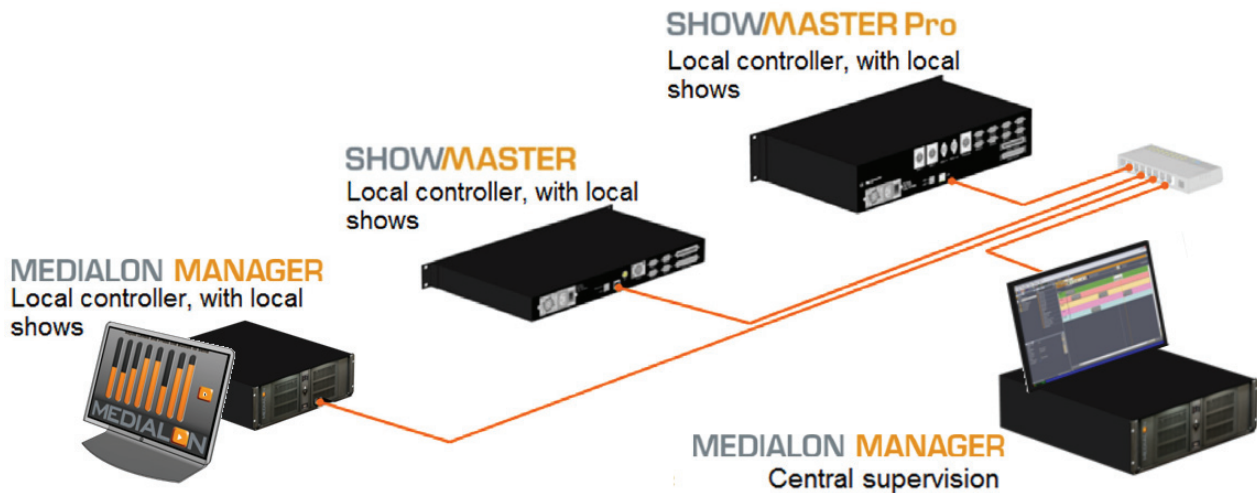 SHOWMASTER Pro
Local controller, with local
shows
SHOWMASTER
Local controller, with local
shows
MEDIALON MANAGER
Local controller, with local
shows
MEDIALON
MEDIALON MANAGER
Central supervision